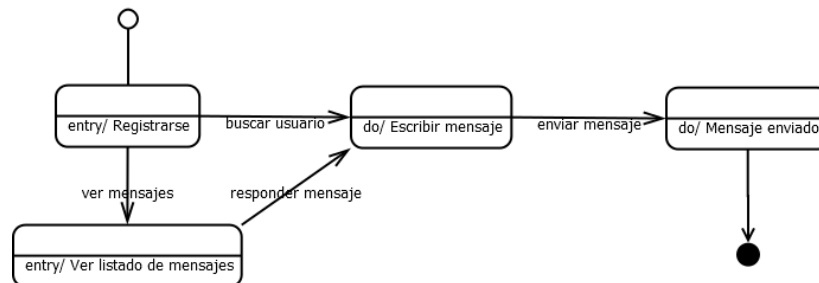 entry/ Registrarse
buscar usuario
do/ Escribir mensaje
enviar mensaje
do/ Mensaje enviado
ver mensajes
responder mensaje
entry/ Ver listado de mensajes